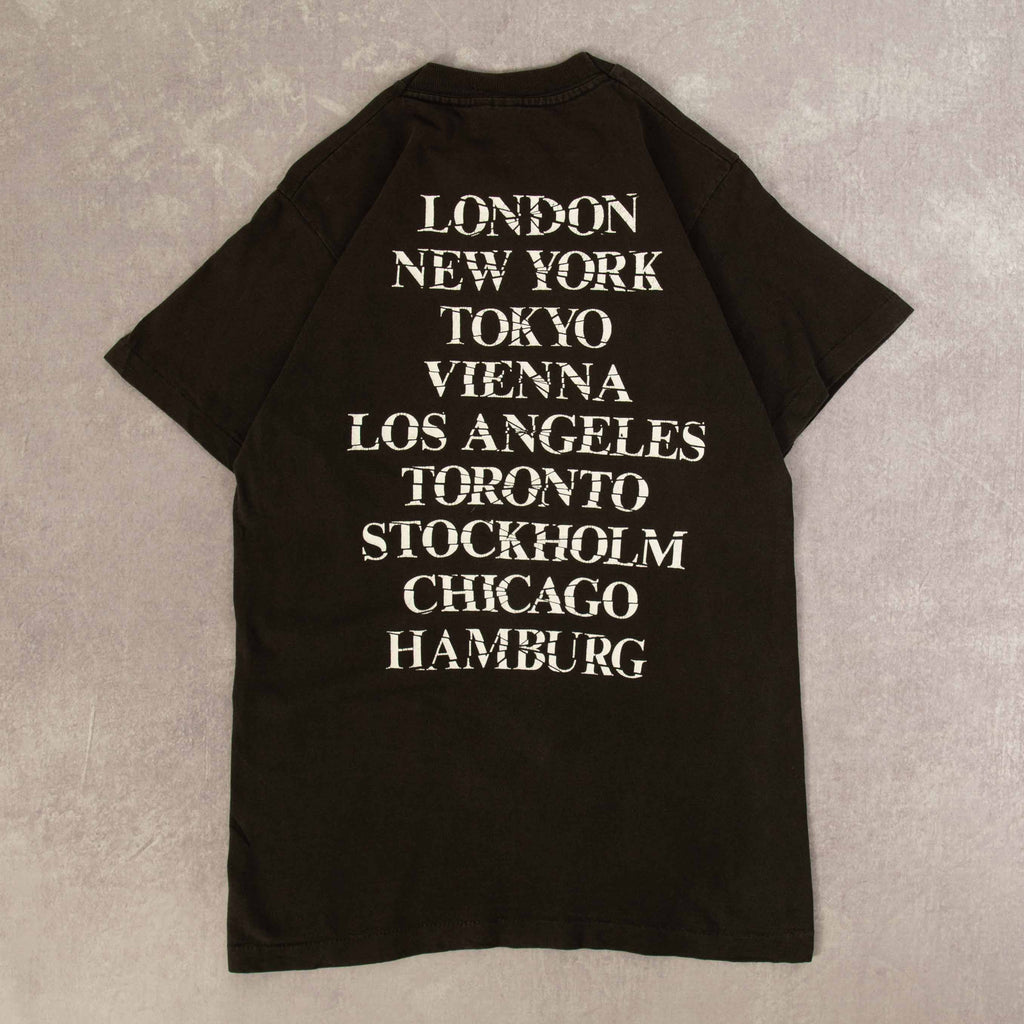 LONDON
NEW YORK
TOKYO
VIENNA
LOS ANGELES
TORONTO
STOCKHOLM
CHICAGO
HAMBURG